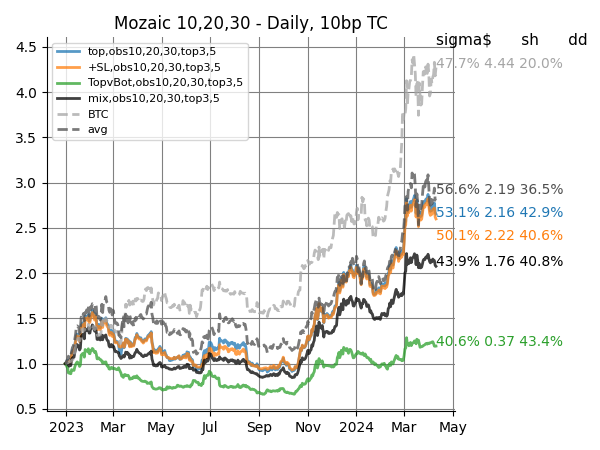 Mozaic 10,20,30 - Daily, 10bp TC
sigma$ sh dd
4.5
4.0
3.5
3.0
2.5
2.0
1.5
1.0
0.5
top,obs10,20,30,top3,5
+SL,obs10,20,30,top3,5
TopvBot,obs10,20,30,top3,5
mix,obs10,20,30,top3,5
BTC
avg
47.7% 4.44 20.0%
56.6% 2.19 36.5%
53.1% 2.16 42.9%
50.1% 2.22 40.6%
43.9% 1.76 40.8%
40.6% 0.37 43.4%
2023 Mar May Jul Sep Nov 2024 Mar May